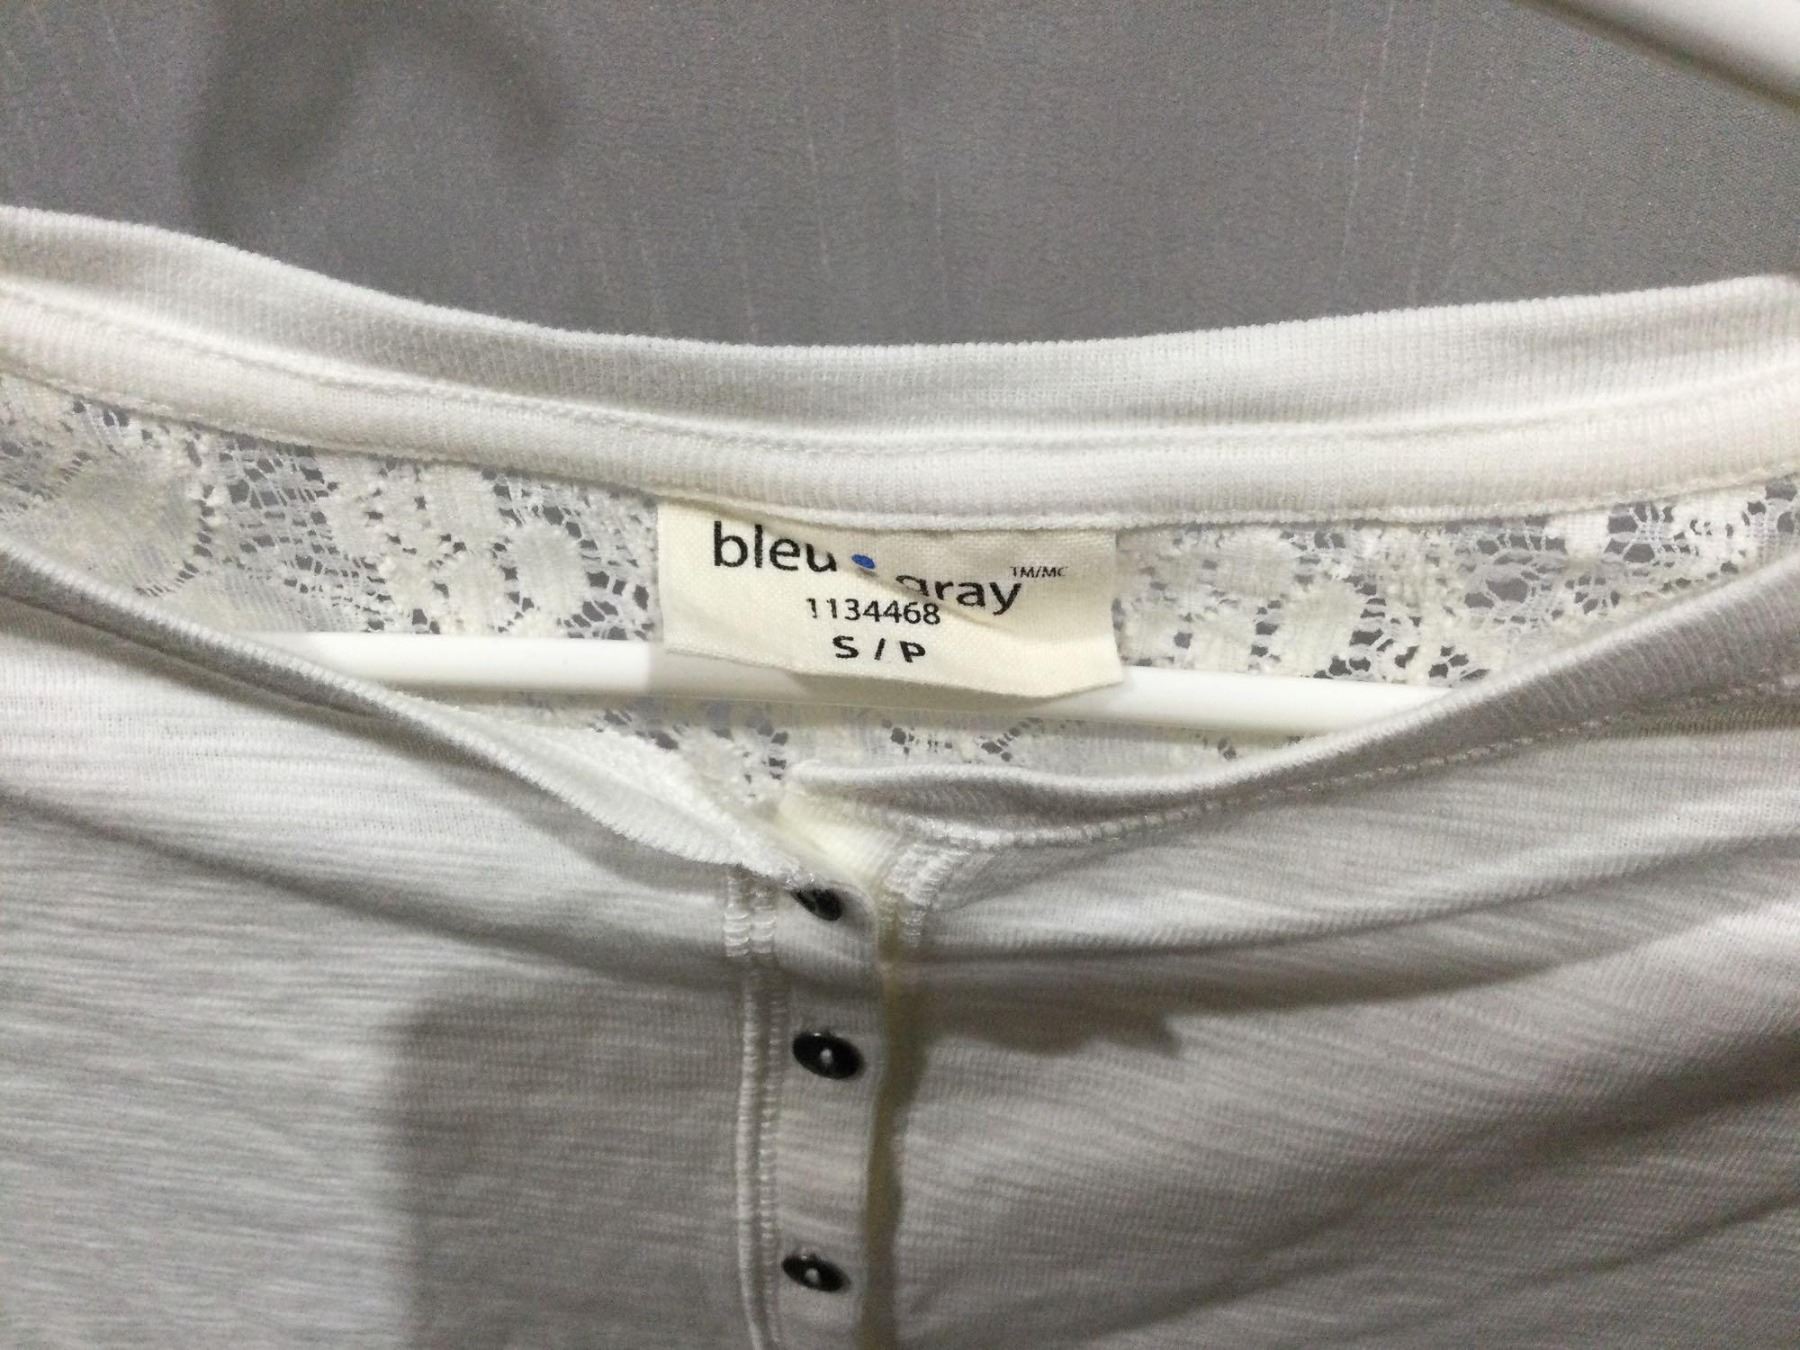 bleu • gray TM/MC
1134468
S / P